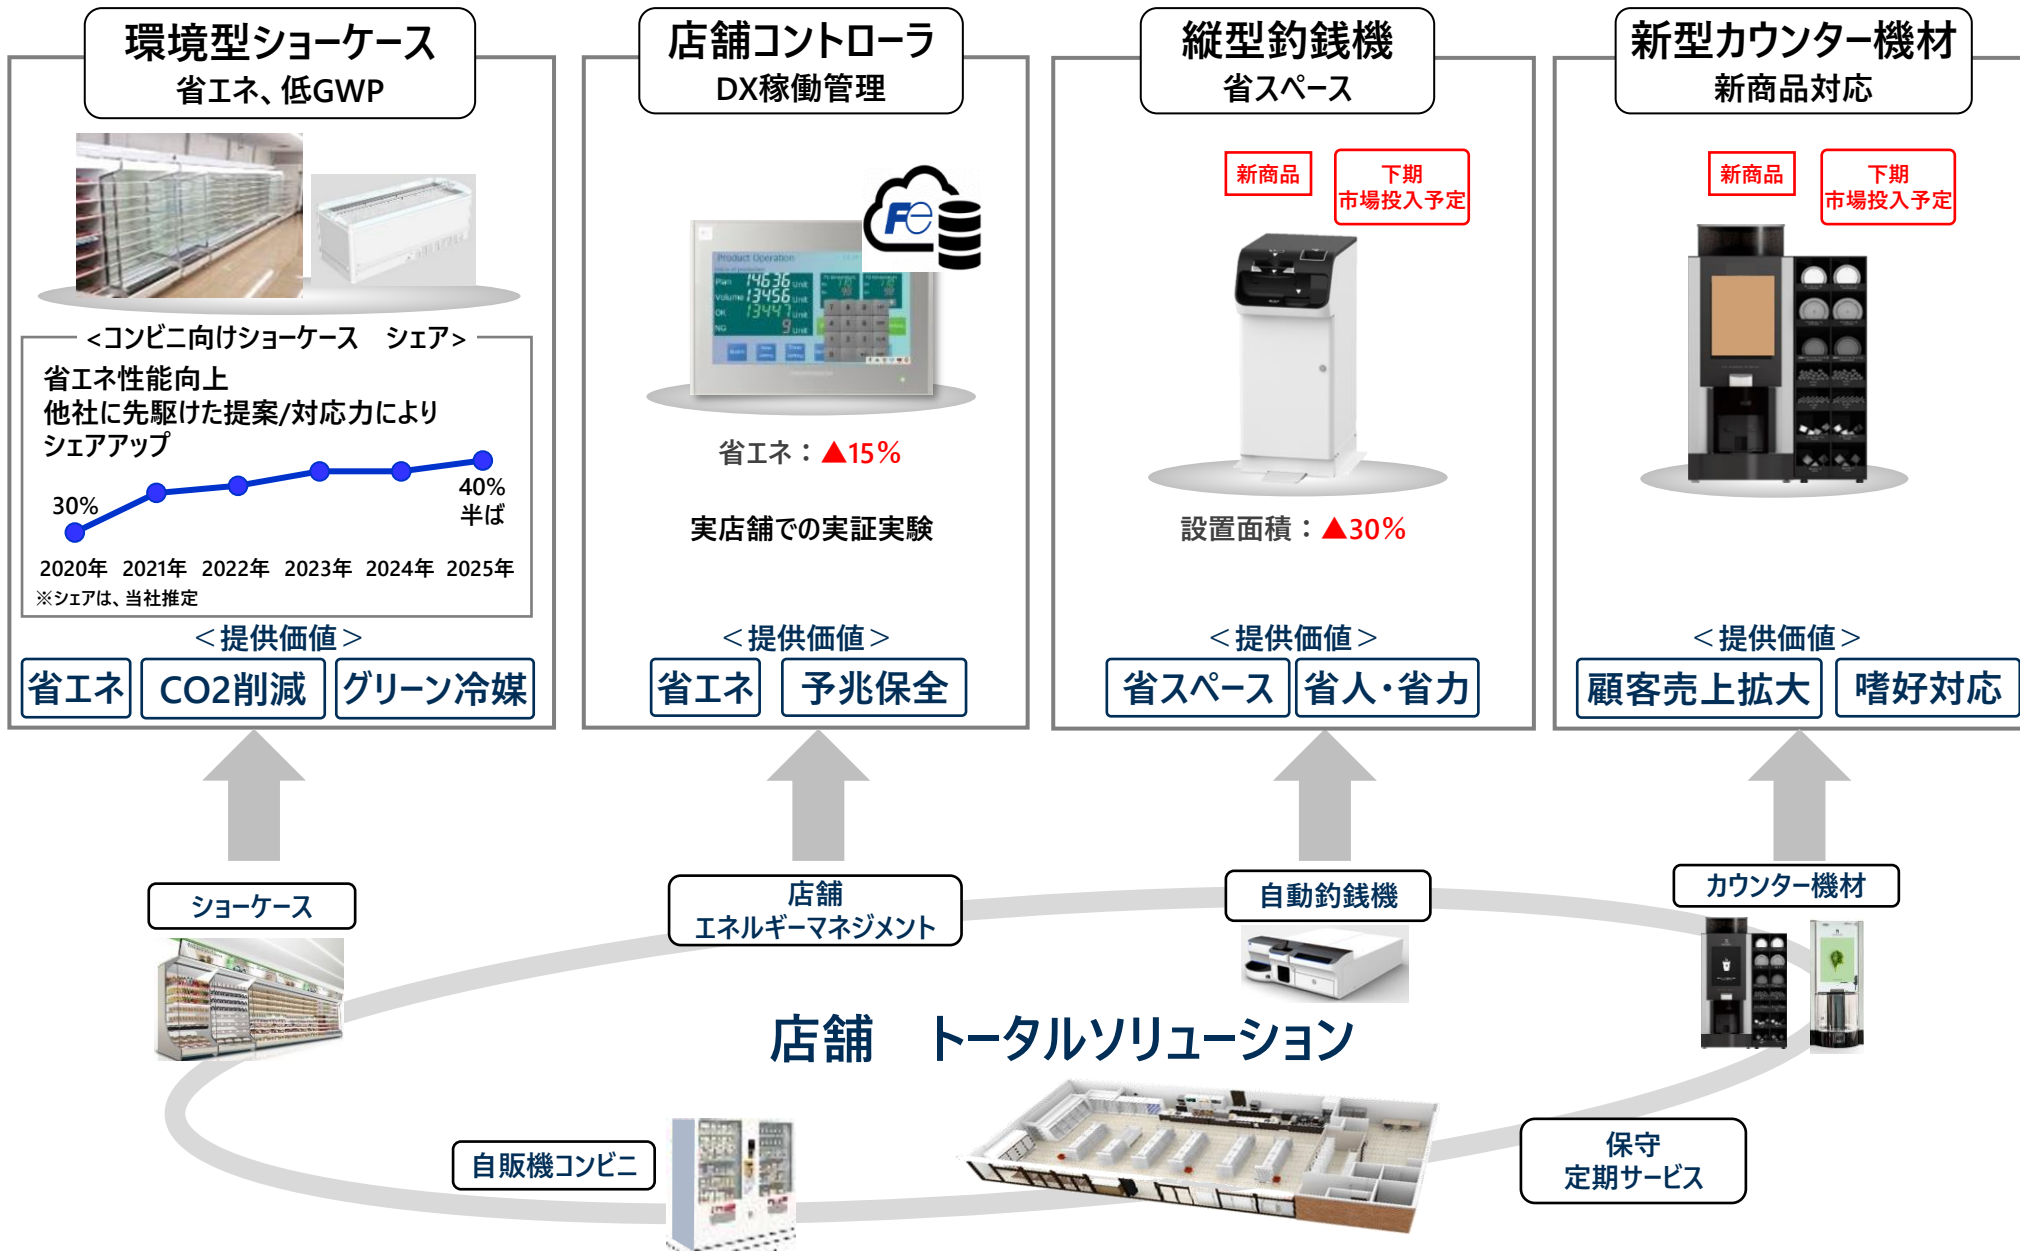 環境型ショーケース
省エネ、低GWP
<コンビニ向けショーケース　シェア>
省エネ性能向上
他社に先駆けた提案/対応力により
シェアアップ
30%
40%
半ば
2020年 2021年 2022年 2023年 2024年 2025年
※シェアは、当社推定
＜提供価値＞
省エネ
CO2削減
グリーン冷媒
店舗コントローラ
DX稼働管理
Fe
Product Operation
Plan 14636 Unit
Volume 13456 Unit
OK 13447 Unit
NG 9 Unit
省エネ：▲15%
実店舗での実証実験
＜提供価値＞
省エネ
予兆保全
縦型釣銭機
省スペース
新商品
下期
市場投入予定
設置面積：▲30%
＜提供価値＞
省スペース
省人・省力
新型カウンター機材
新商品対応
新商品
下期
市場投入予定
＜提供価値＞
顧客売上拡大
嗜好対応
ショーケース
店舗
エネルギーマネジメント
自動釣銭機
カウンター機材
店舗　トータルソリューション
自販機コンビニ
保守
定期サービス